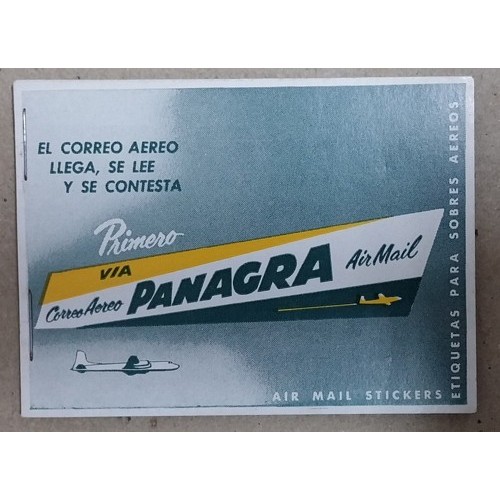 EL CORREO AEREO
LLEGA, SE LEE
Y SE CONTESTA
Primero
VIA
Correo Aereo PANAGRA Air Mail
AIR MAIL STICKERS
ETIQUETAS PARA SOBRES AEREOS